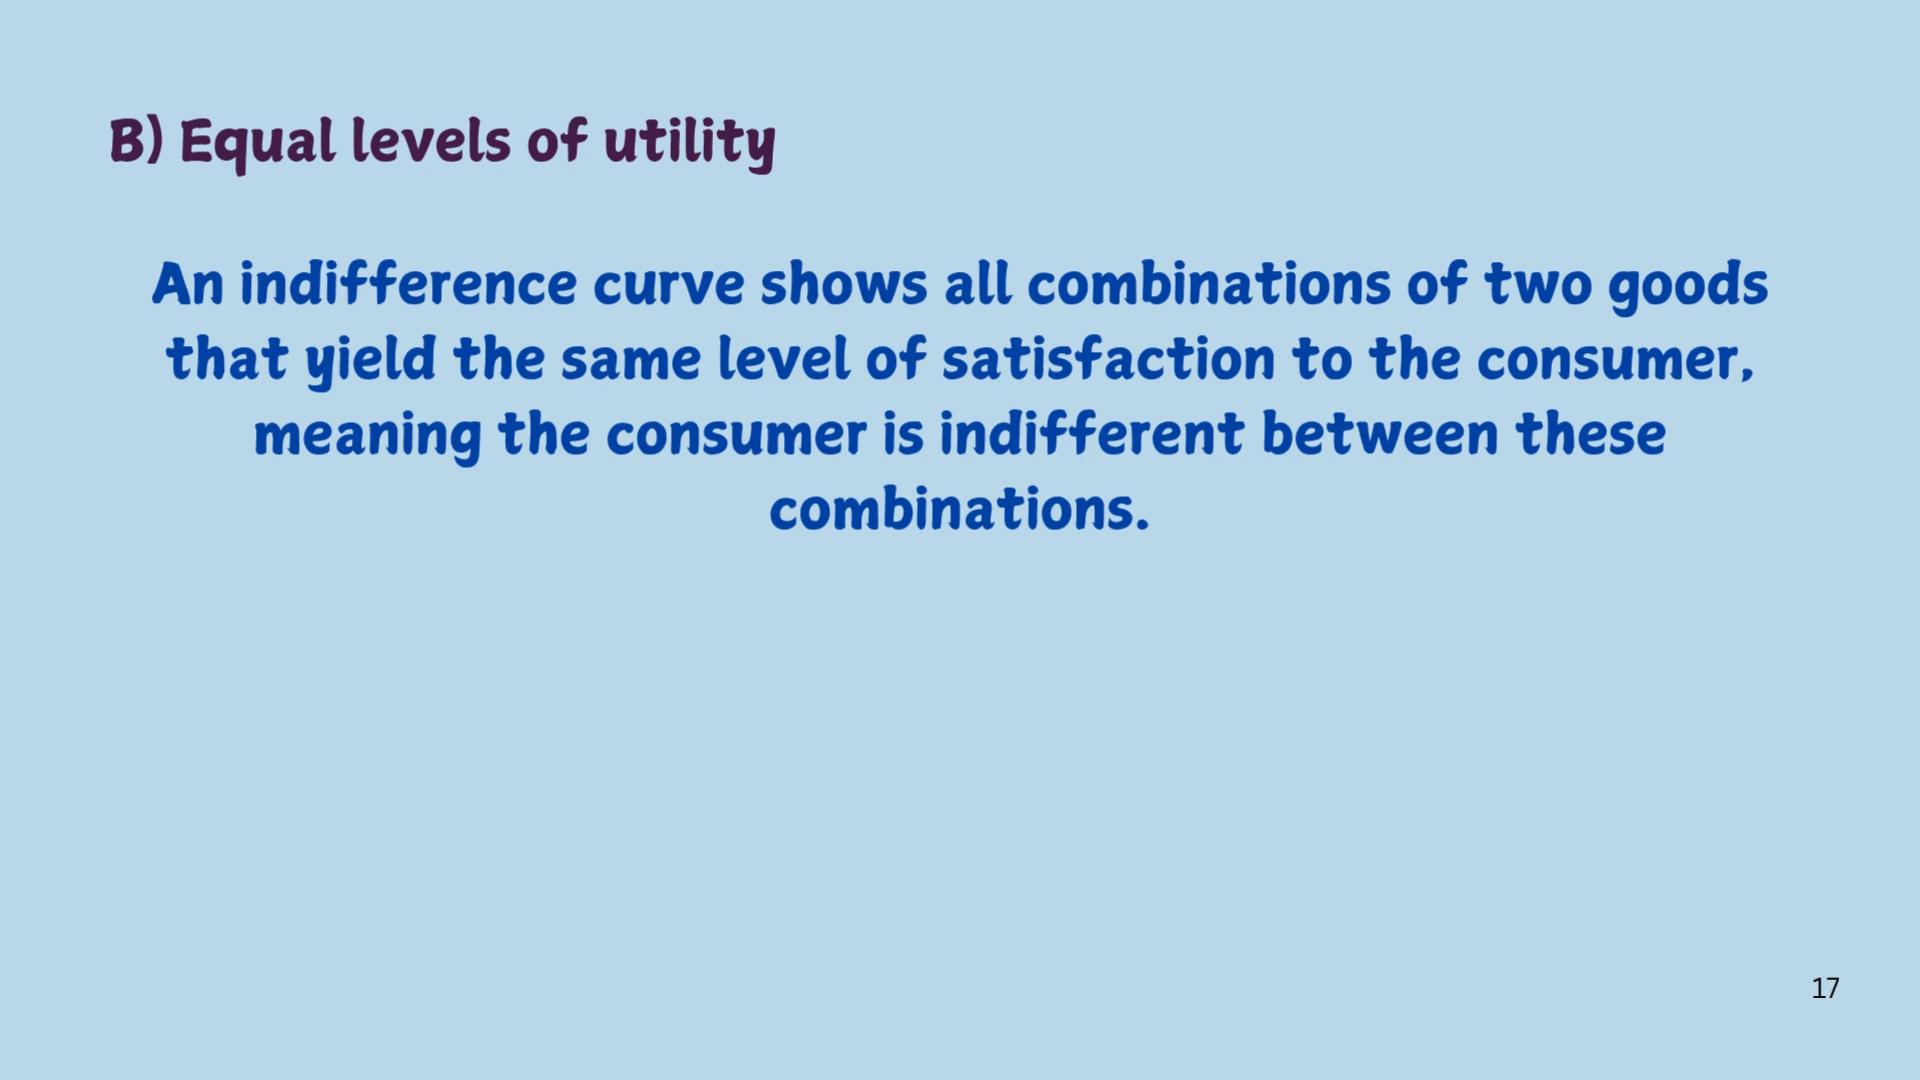 B) Equal levels of utility
An indifference curve shows all combinations of two goods
that yield the same level of satisfaction to the consumer,
meaning the consumer is indifferent between these
combinations.
17